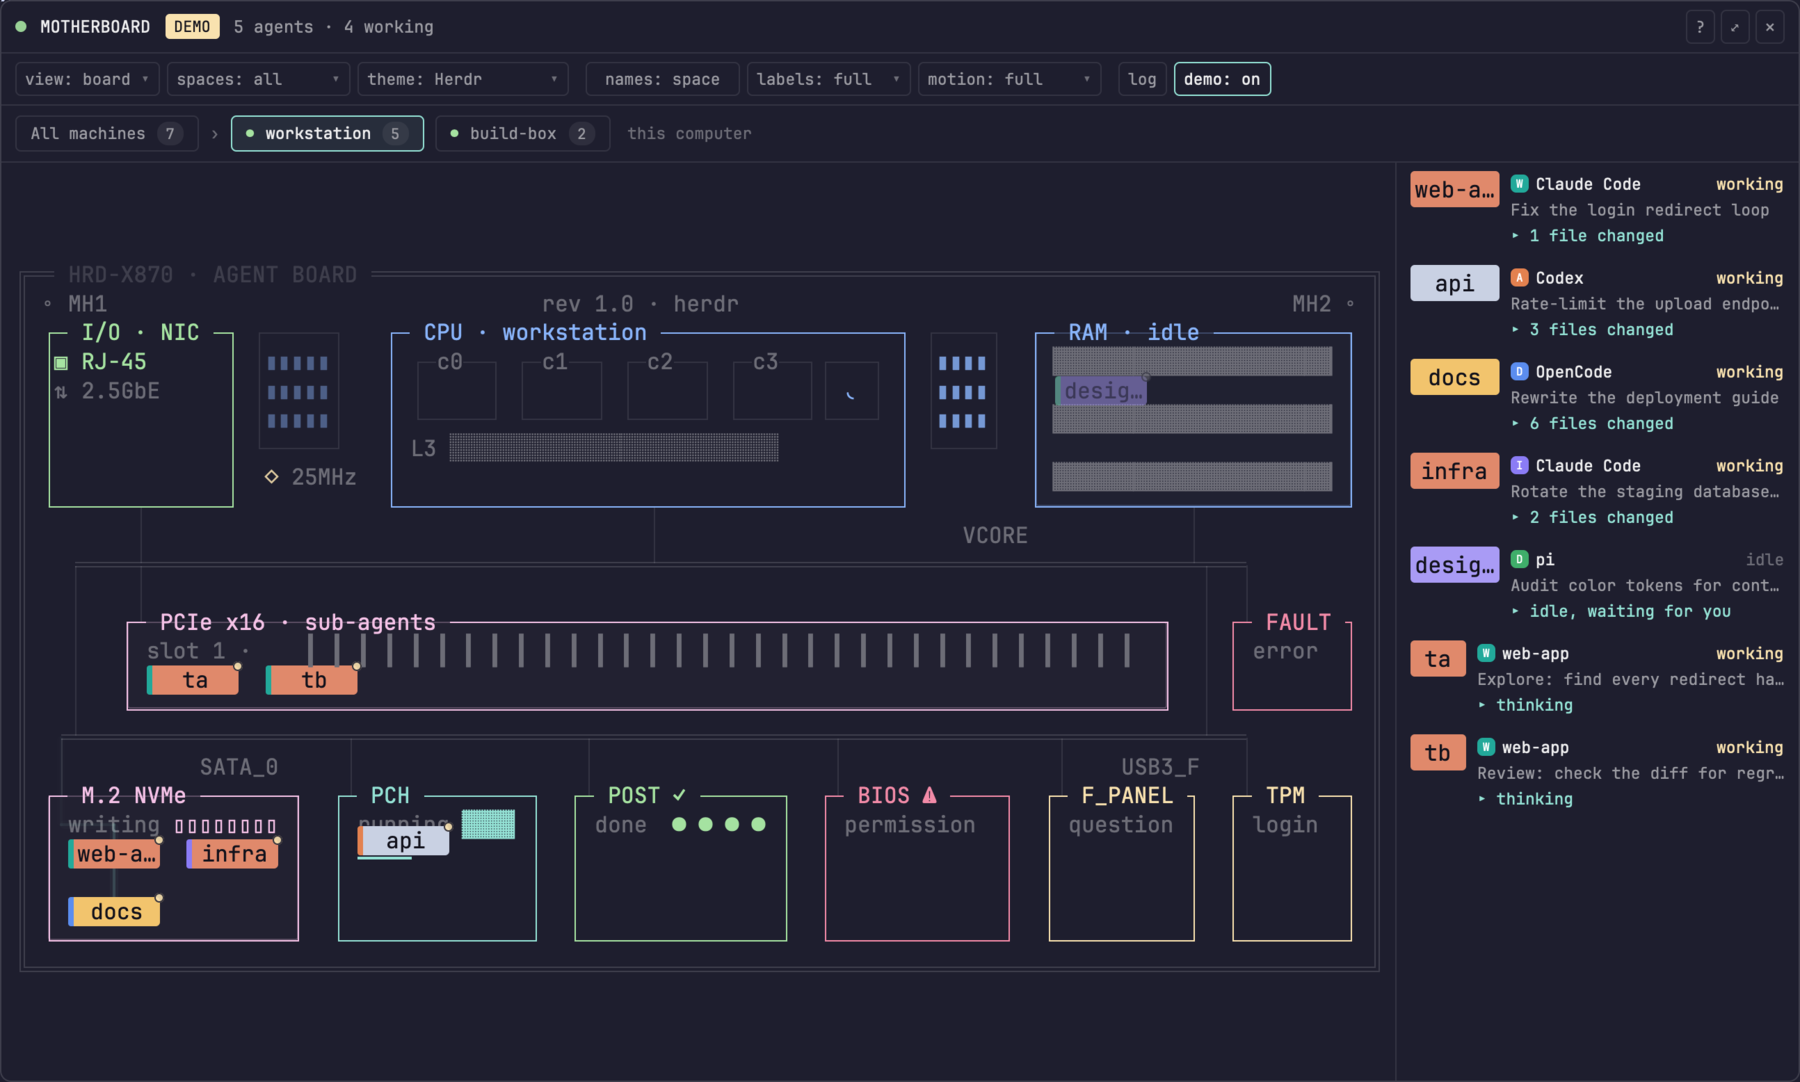 MOTHERBOARD DEMO 5 agents · 4 working ? ⤢ ×
view: board ▾ spaces: all ▾ theme: Herdr ▾ names: space labels: full ▾ motion: full ▾ log demo: on
All machines 7 › workstation 5 build-box 2 this computer
HRD-X870 · AGENT BOARD
MH1 rev 1.0 · herdr MH2
I/O · NIC
RJ-45
2.5GbE
25MHz
CPU · workstation
c0 c1 c2 c3
L3
RAM · idle
desig…
VCORE
PCIe x16 · sub-agents
slot 1 ·
ta tb
FAULT
error
SATA_0 USB3_F
M.2 NVMe
writing
web-a… infra
docs
PCH
running
api
POST ✓
done
BIOS ⚠
permission
F_PANEL
question
TPM
login
web-a… W Claude Code working
Fix the login redirect loop
▸ 1 file changed
api A Codex working
Rate-limit the upload endpo…
▸ 3 files changed
docs D OpenCode working
Rewrite the deployment guide
▸ 6 files changed
infra I Claude Code working
Rotate the staging database…
▸ 2 files changed
desig… D pi idle
Audit color tokens for cont…
▸ idle, waiting for you
ta W web-app working
Explore: find every redirect ha…
▸ thinking
tb W web-app working
Review: check the diff for regr…
▸ thinking